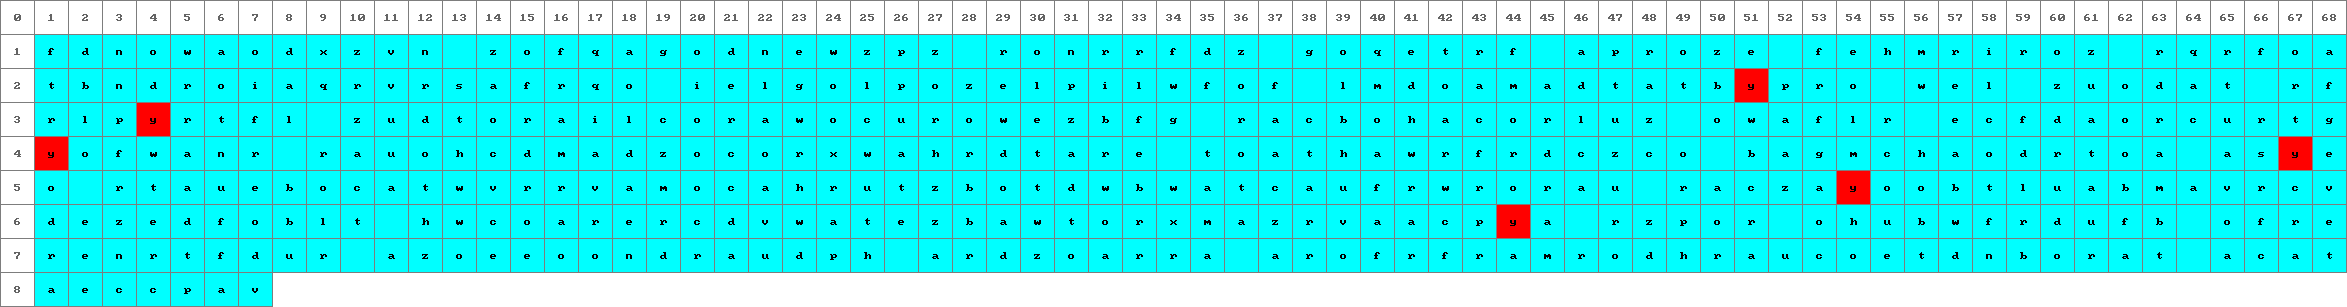 0 1 2 3 4 5 6 7 8 9 10 11 12 13 14 15 16 17 18 19 20 21 22 23 24 25 26 27 28 29 30 31 32 33 34 35 36 37 38 39 40 41 42 43 44 45 46 47 48 49 50 51 52 53 54 55 56 57 58 59 60 61 62 63 64 65 66 67 68
1 f d n o w a o d x z v n z o f q a g o d n e w z p z r o n r r f d z g o q e t r f a p r o z e f e h m r i r o z r q r f o a
2 t b n d r o i a q r v r s a f r q o i e l g o l p o z e l p i l w f o f l m d o a m a d t a t b y p r o w e l z u o d a t r f
3 r l p y r t f l z u d t o r a i l c o r a w o c u r o w e z b f g r a c b o h a c o r l u z o w a f l r e c f d a o r c u r t g
4 y o f w a n r r a u o h c d m a d z o c o r x w a h r d t a r e t o a t h a w r f r d c z c o b a g m c h a o d r t o a a s y e
5 o r t a u e b o c a t w v r r v a m o c a h r u t z b o t d w b w a t c a u f r w r o r a u r a c z a y o o b t l u a b m a v r c v
6 d e z e d f o b l t h w c o a r e r c d v w a t e z b a w t o r x m a z r v a a c p y a r z p o r o h u b w f r d u f b o f r e
7 r e n r t f d u r a z o e e o o n d r a u d p h a r d z o a r r a a r o f r f r a m r o d h r a u c o e t d n b o r a t a c a t
8 a e c c p a v